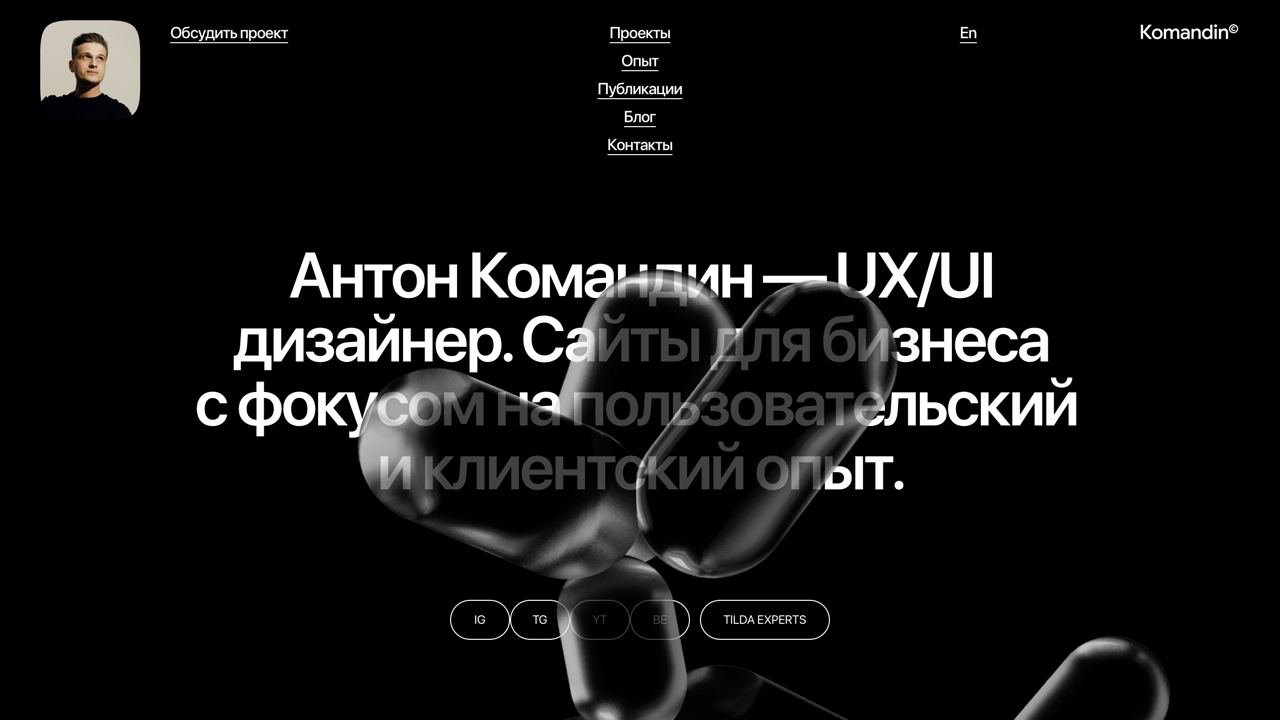 Обсудить проект
Проекты
Опыт
Публикации
Блог
Контакты
En
Komandin©
Антон Командин — UX/UI
дизайнер. Сайты для бизнеса
с фокусом на пользовательский
и клиентский опыт.
IG
TG
YT
BE
TILDA EXPERTS